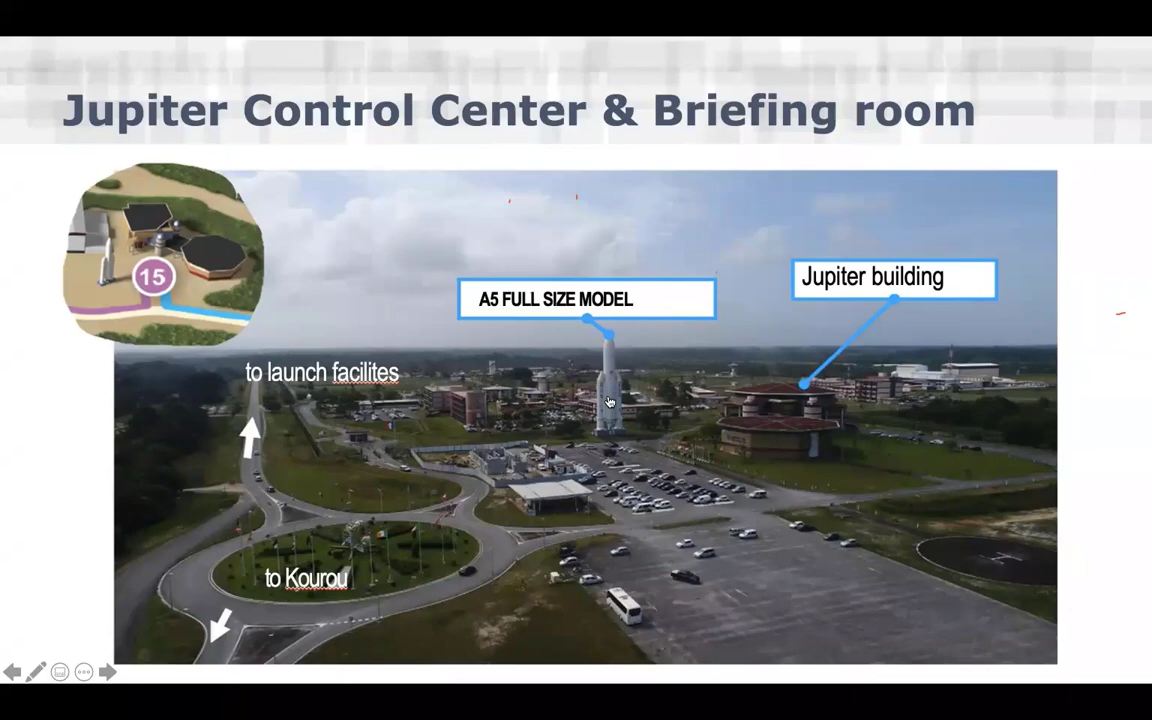 Jupiter Control Center & Briefing room
15
A5 FULL SIZE MODEL
Jupiter building
to launch facilites
to Kourou